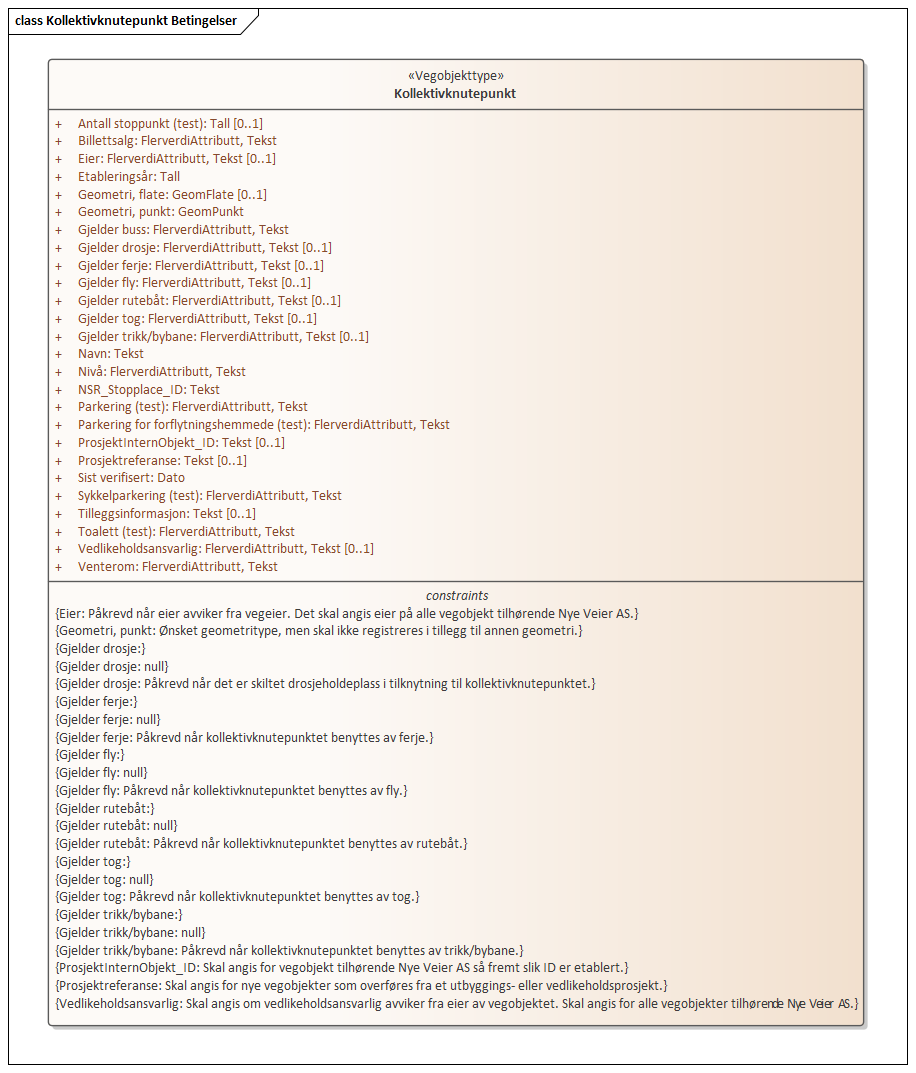 class Kollektivknutepunkt Betingelser
«Vegobjekttype»
Kollektivknutepunkt
+ Antall stoppunkt (test): Tall [0..1]
+ Billettsalg: FlerverdiAttributt, Tekst
+ Eier: FlerverdiAttributt, Tekst [0..1]
+ Etableringsår: Tall
+ Geometri, flate: GeomFlate [0..1]
+ Geometri, punkt: GeomPunkt
+ Gjelder buss: FlerverdiAttributt, Tekst
+ Gjelder drosje: FlerverdiAttributt, Tekst [0..1]
+ Gjelder ferje: FlerverdiAttributt, Tekst [0..1]
+ Gjelder fly: FlerverdiAttributt, Tekst [0..1]
+ Gjelder rutebåt: FlerverdiAttributt, Tekst [0..1]
+ Gjelder tog: FlerverdiAttributt, Tekst [0..1]
+ Gjelder trikk/bybane: FlerverdiAttributt, Tekst [0..1]
+ Navn: Tekst
+ Nivå: FlerverdiAttributt, Tekst
+ NSR_Stopplace_ID: Tekst
+ Parkering (test): FlerverdiAttributt, Tekst
+ Parkering for forflytningshemmede (test): FlerverdiAttributt, Tekst
+ ProsjektInternObjekt_ID: Tekst [0..1]
+ Prosjektreferanse: Tekst [0..1]
+ Sist verifisert: Dato
+ Sykkelparkering (test): FlerverdiAttributt, Tekst
+ Tilleggsinformasjon: Tekst [0..1]
+ Toalett (test): FlerverdiAttributt, Tekst
+ Vedlikeholdsansvarlig: FlerverdiAttributt, Tekst [0..1]
+ Venterom: FlerverdiAttributt, Tekst
constraints
{Eier: Påkrevd når eier avviker fra vegeier. Det skal angis eier på alle vegobjekt tilhørende Nye Veier AS.}
{Geometri, punkt: Ønsket geometritype, men skal ikke registreres i tillegg til annen geometri.}
{Gjelder drosje:}
{Gjelder drosje: null}
{Gjelder drosje: Påkrevd når det er skiltet drosjeholdeplass i tilknytning til kollektivknutepunktet.}
{Gjelder ferje:}
{Gjelder ferje: null}
{Gjelder ferje: Påkrevd når kollektivknutepunktet benyttes av ferje.}
{Gjelder fly:}
{Gjelder fly: null}
{Gjelder fly: Påkrevd når kollektivknutepunktet benyttes av fly.}
{Gjelder rutebåt:}
{Gjelder rutebåt: null}
{Gjelder rutebåt: Påkrevd når kollektivknutepunktet benyttes av rutebåt.}
{Gjelder tog:}
{Gjelder tog: null}
{Gjelder tog: Påkrevd når kollektivknutepunktet benyttes av tog.}
{Gjelder trikk/bybane:}
{Gjelder trikk/bybane: null}
{Gjelder trikk/bybane: Påkrevd når kollektivknutepunktet benyttes av trikk/bybane.}
{ProsjektInternObjekt_ID: Skal angis for vegobjekt tilhørende Nye Veier AS så fremt slik ID er etablert.}
{Prosjektreferanse: Skal angis for nye vegobjekter som overføres fra et utbyggings- eller vedlikeholdsprosjekt.}
{Vedlikeholdsansvarlig: Skal angis om vedlikeholdsansvarlig avviker fra eier av vegobjektet. Skal angis for alle vegobjekter tilhørende Nye Veier AS.}